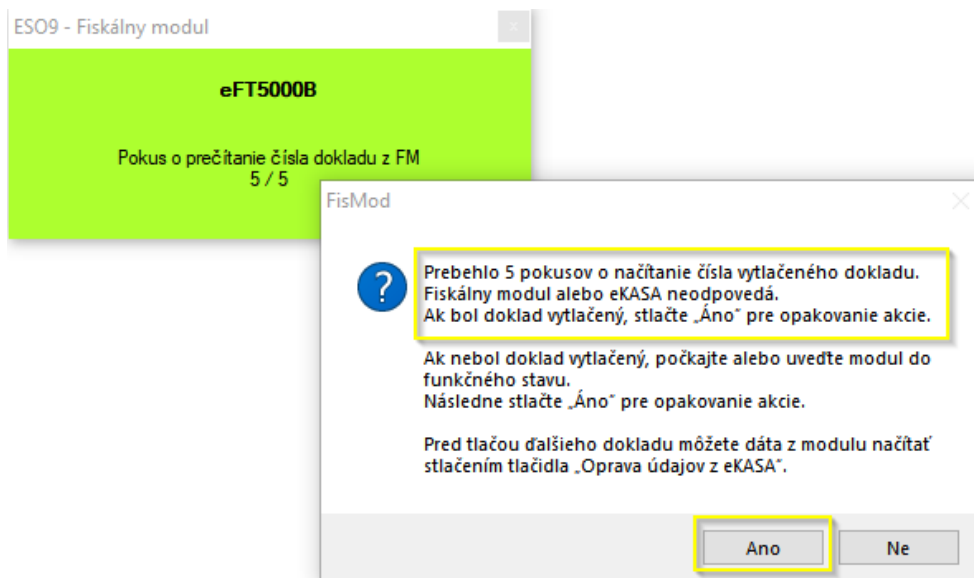 ESO9 - Fiskálny modul
x
eFT5000B
Pokus o prečítanie čísla dokladu z FM
5 / 5
FisMod
?
Prebehlo 5 pokusov o načítanie čísla vytlačeného dokladu.
Fiskálny modul alebo eKASA neodpovedá.
Ak bol doklad vytlačený, stlačte „Áno“ pre opakovanie akcie.
Ak nebol doklad vytlačený, počkajte alebo uveďte modul do
funkčného stavu.
Následne stlačte „Áno“ pre opakovanie akcie.
Pred tlačou ďalšieho dokladu môžete dáta z modulu načítať
stlačením tlačidla „Oprava údajov z eKASA“.
Ano
Ne